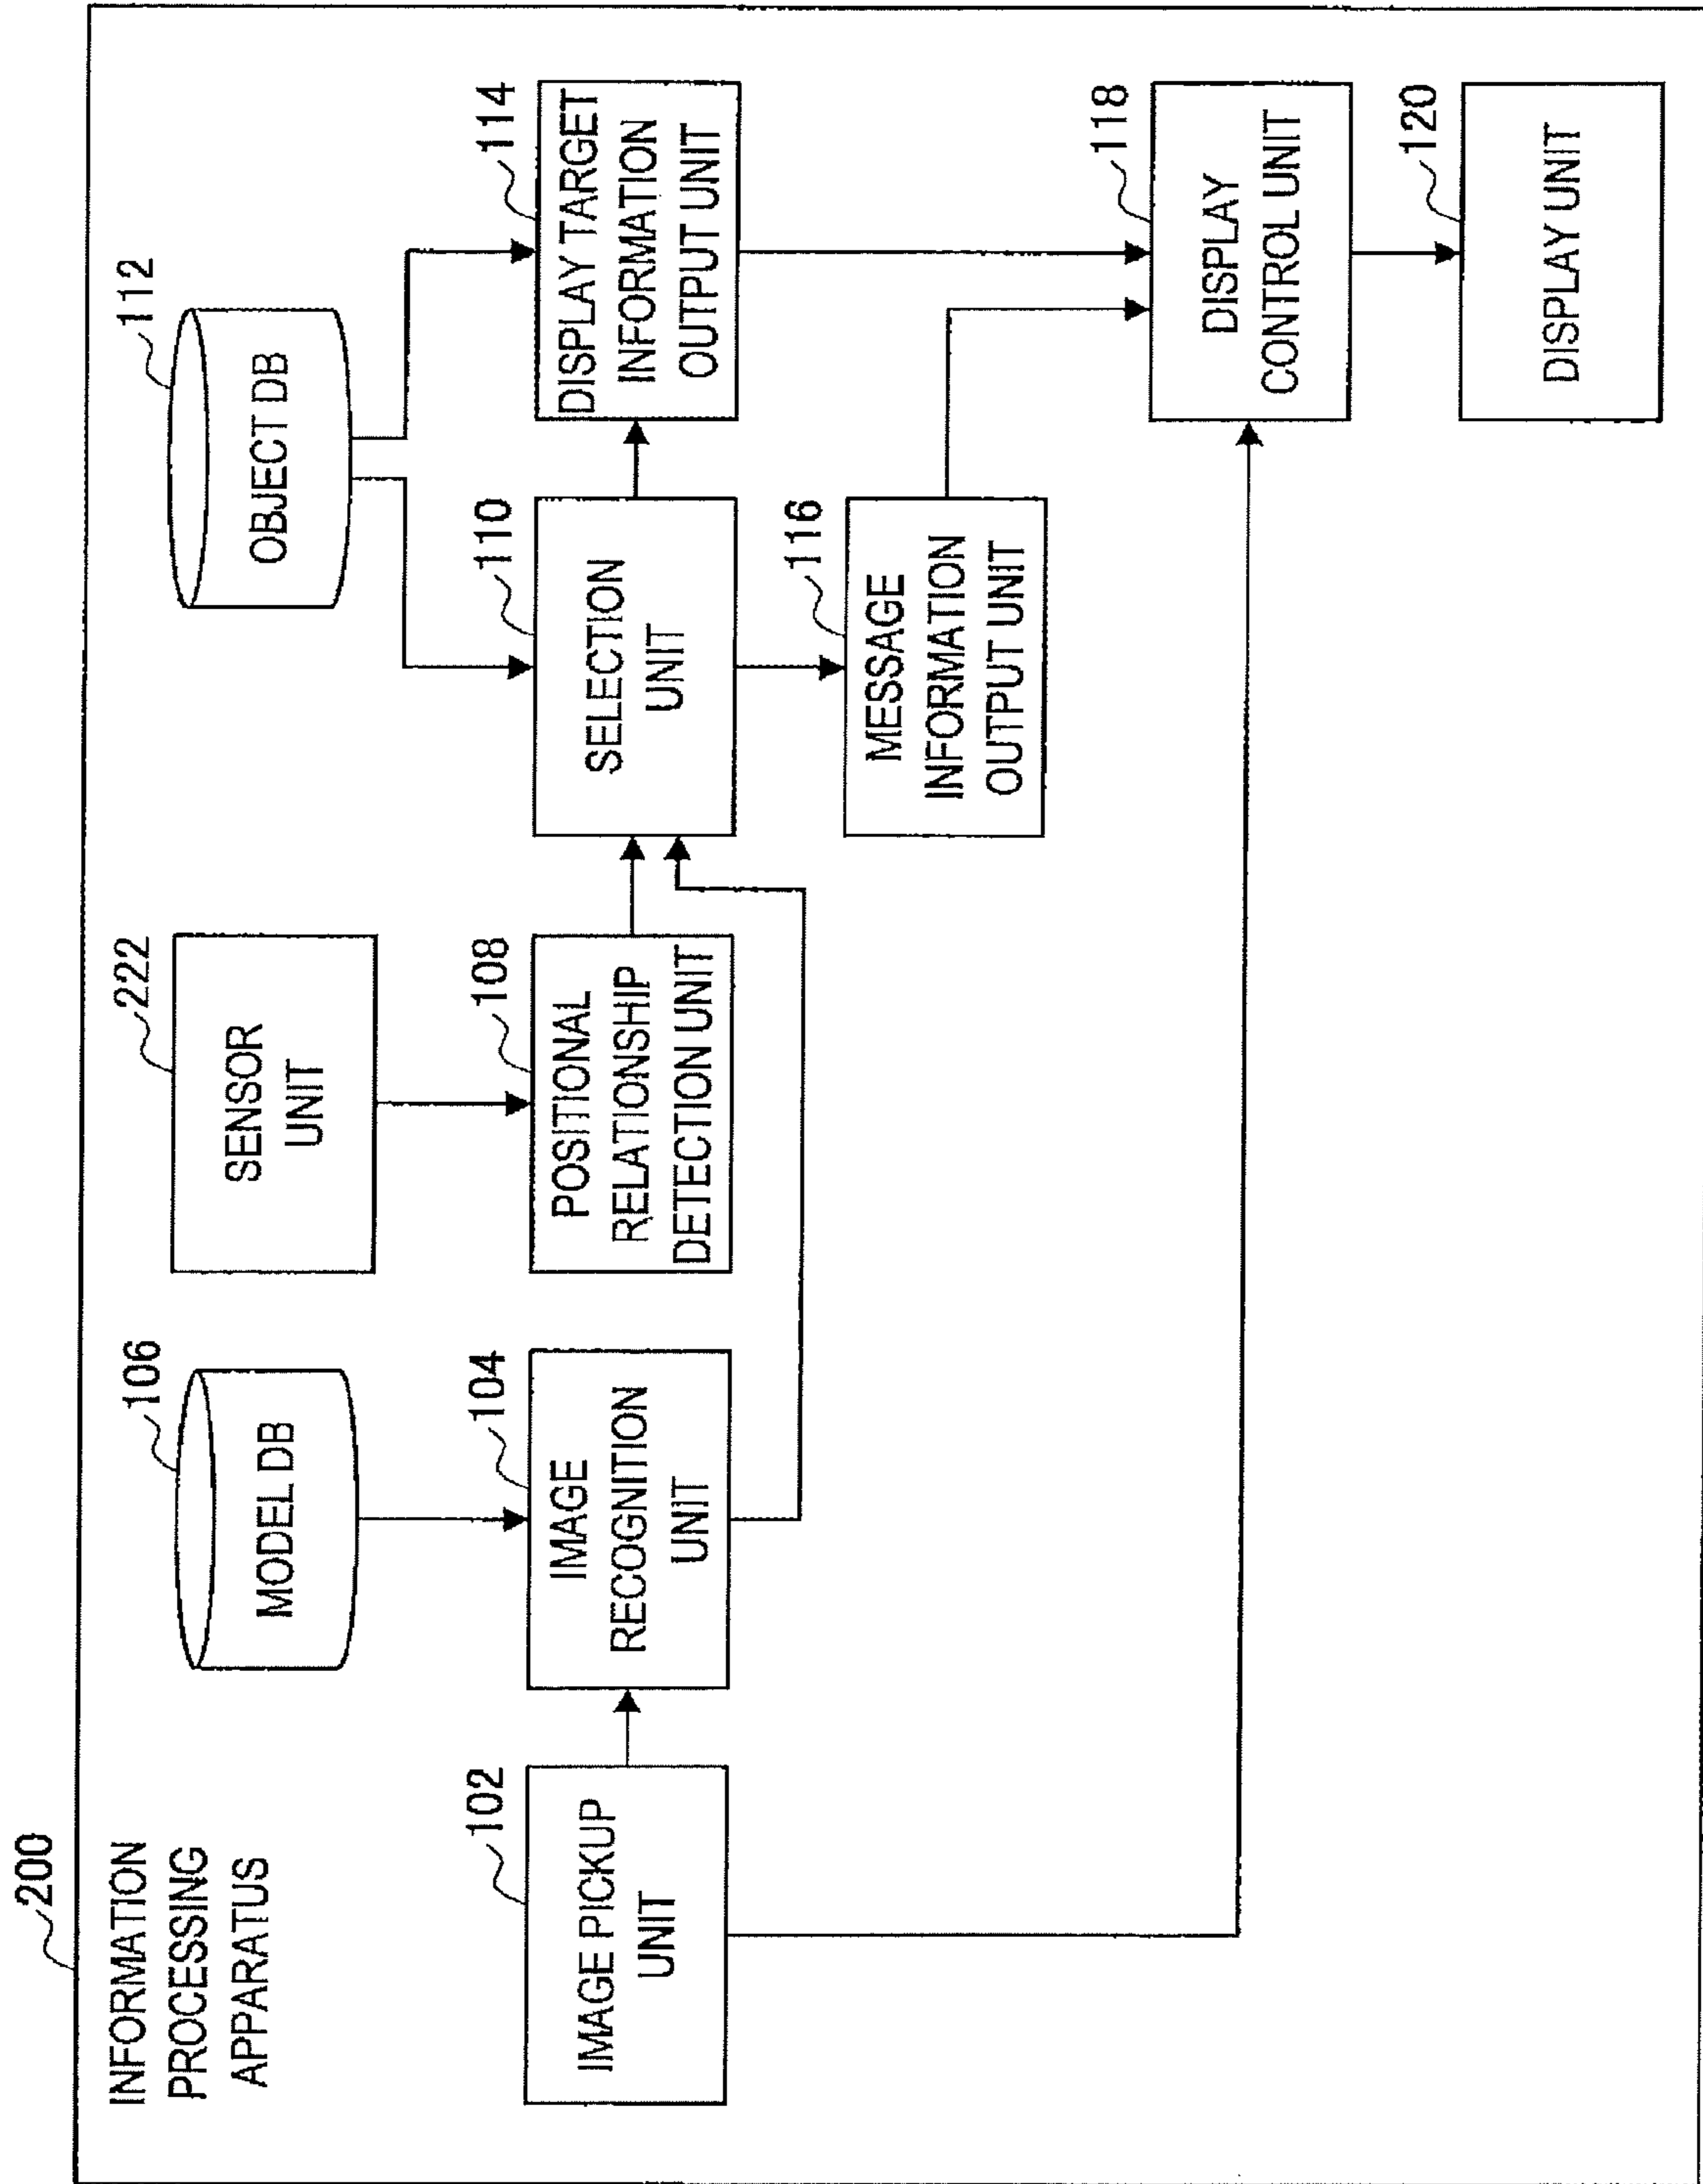 200
INFORMATION
PROCESSING
APPARATUS
106
MODEL DB
222
SENSOR
UNIT
112
OBJECT DB
102
IMAGE PICKUP
UNIT
104
IMAGE
RECOGNITION
UNIT
108
POSITIONAL
RELATIONSHIP
DETECTION UNIT
110
SELECTION
UNIT
114
DISPLAY TARGET
INFORMATION
OUTPUT UNIT
116
MESSAGE
INFORMATION
OUTPUT UNIT
118
DISPLAY
CONTROL UNIT
120
DISPLAY UNIT